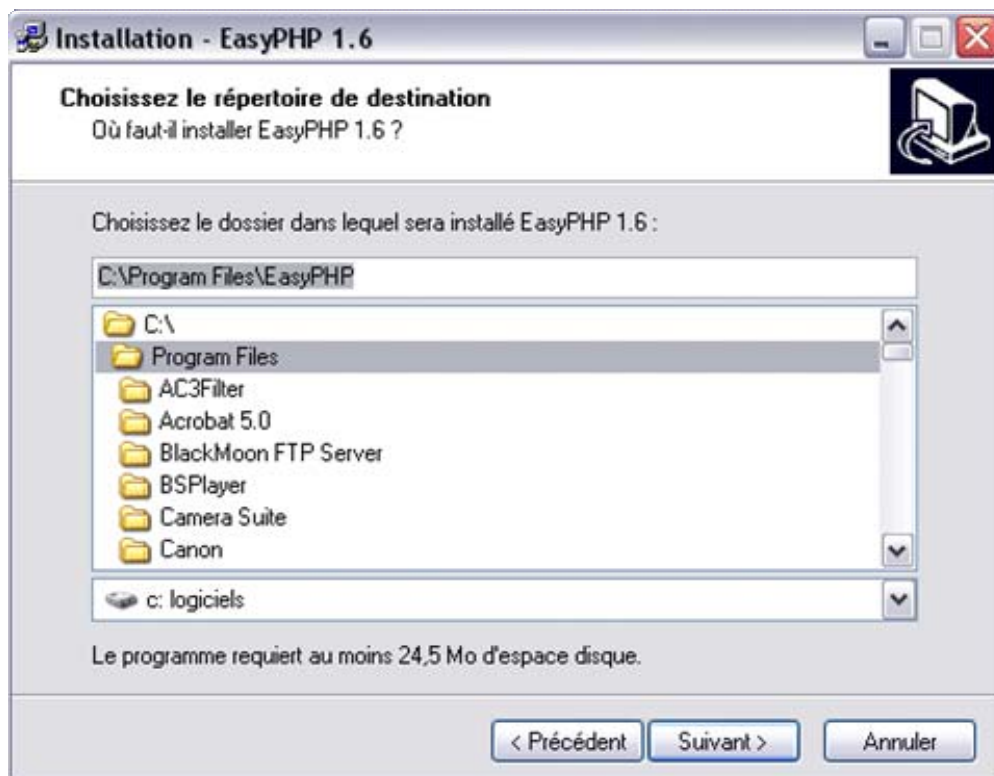 Installation - EasyPHP 1.6
Choisissez le répertoire de destination
Où faut-il installer EasyPHP 1.6 ?
Choisissez le dossier dans lequel sera installé EasyPHP 1.6 :
C:\Program Files\EasyPHP
C:\
Program Files
AC3Filter
Acrobat 5.0
BlackMoon FTP Server
BSPlayer
Camera Suite
Canon
c: logiciels
Le programme requiert au moins 24,5 Mo d'espace disque.
< Précédent Suivant > Annuler